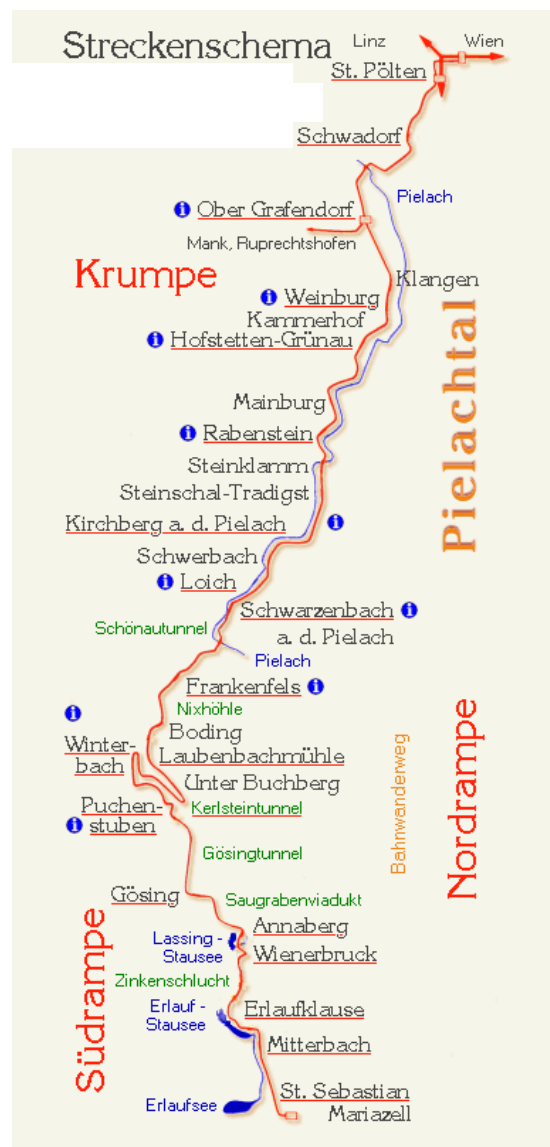 Streckenschema
Linz
Wien
St. Pölten
Schwadorf
Pielach
i Ober Grafendorf
Mank, Ruprechtshofen
Krumpe
Klangen
i Weinburg
Kammerhof
i Hofstetten-Grünau
Pielachtal
Mainburg
i Rabenstein
Steinklamm
Steinschal-Tradigst
Kirchberg a. d. Pielach i
Schwerbach
i Loich
Schwarzenbach i
a. d. Pielach
Schönautunnel
Pielach
Frankenfels i
Nixhöhle
i
Boding
Winter-
bach
Laubenbachmühle
Unter Buchberg
Kerlsteintunnel
Puchen-
i stuben
Bahnwanderweg
Nordrampe
Gösingtunnel
Gösing
Saugrabenviadukt
Südrampe
Annaberg
Lassing -
Stausee
Wienerbruck
Zinkenschlucht
Erlauf -
Stausee
Erlaufklause
Mitterbach
St. Sebastian
Mariazell
Erlaufsee